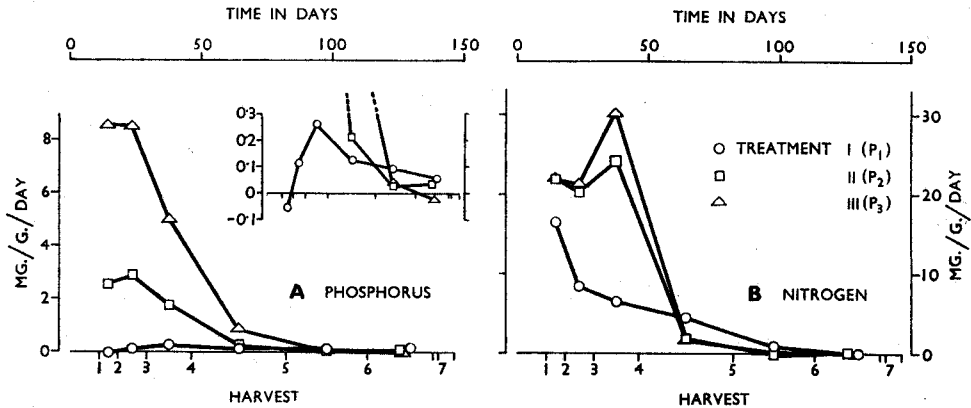 TIME IN DAYS
0 50 100 150
MG./G./DAY
8
6
4
2
0
0·3
0·2
0·1
0
-0·1
A PHOSPHORUS
1 2 3 4 5 6 7
HARVEST
TIME IN DAYS
0 50 100 150
TREATMENT I (P1)
II (P2)
III (P3)
B NITROGEN
30
20
10
0
MG./G./DAY
1 2 3 4 5 6 7
HARVEST